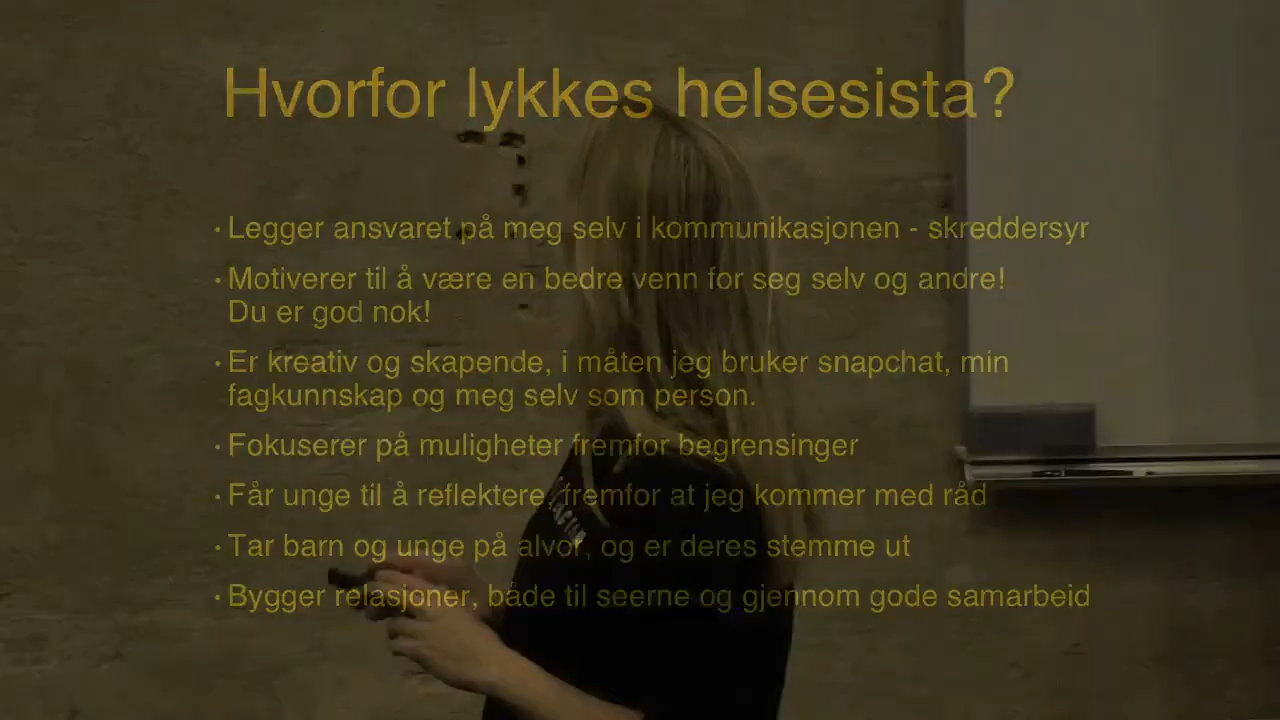 Hvorfor lykkes helsesista?
· Legger ansvaret på meg selv i kommunikasjonen - skreddersyr
· Motiverer til å være en bedre venn for seg selv og andre!
Du er god nok!
· Er kreativ og skapende, i måten jeg bruker snapchat, min
fagkunnskap og meg selv som person.
· Fokuserer på muligheter fremfor begrensinger
· Får unge til å reflektere, fremfor at jeg kommer med råd
· Tar barn og unge på alvor, og er deres stemme ut
· Bygger relasjoner, både til seerne og gjennom gode samarbeid